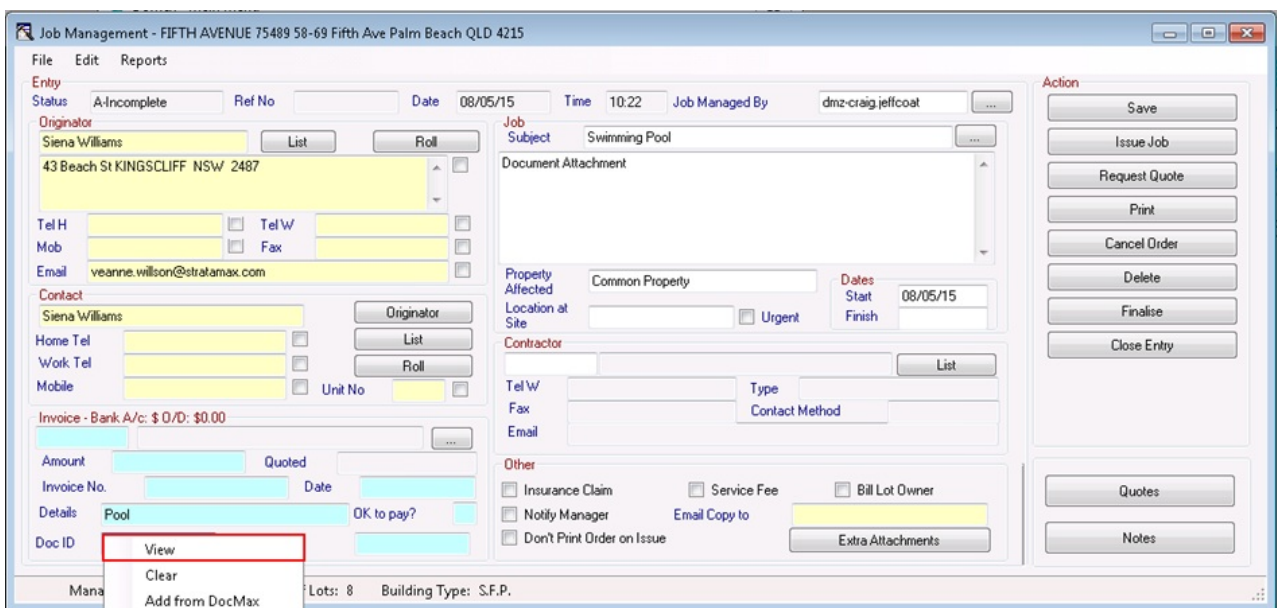 Job Management - FIFTH AVENUE 75489 58-69 Fifth Ave Palm Beach QLD 4215
File Edit Reports
Entry
Status A-Incomplete Ref No Date 08/05/15 Time 10:22 Job Managed By dmz-craig.jeffcoat ...
Originator
Siena Williams List Roll
43 Beach St KINGSCLIFF NSW 2487
Tel H Tel W
Mob Fax
Email veanne.willson@stratamax.com
Contact
Siena Williams Originator
Home Tel List
Work Tel Roll
Mobile Unit No
Invoice - Bank A/c: $ O/D: $0.00
...
Amount Quoted
Invoice No. Date
Details Pool OK to pay?
Doc ID
View
Clear
Add from DocMax
Job
Subject Swimming Pool ...
Document Attachment
Property Affected Common Property
Location at Site Urgent
Dates
Start 08/05/15
Finish
Contractor
List
Tel W Type
Fax Contact Method
Email
Other
Insurance Claim Service Fee Bill Lot Owner
Notify Manager Email Copy to
Don't Print Order on Issue Extra Attachments
Action
Save
Issue Job
Request Quote
Print
Cancel Order
Delete
Finalise
Close Entry
Quotes
Notes
Lots: 8 Building Type: S.F.P.